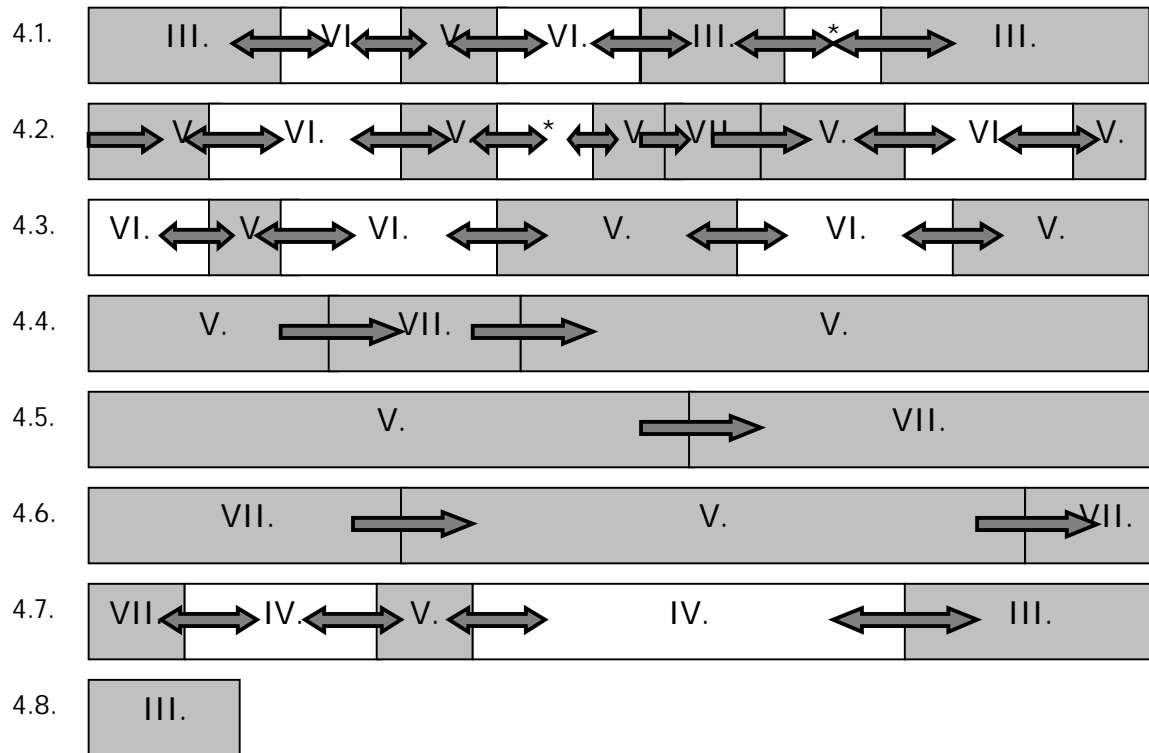 4.1. III. VI. V. VI. III. * III.
4.2. V. VI. V. * V. VII. V. VI. V.
4.3. VI. V. VI. V. VI. V.
4.4. V. VII. V.
4.5. V. VII.
4.6. VII. V. VII.
4.7. VII. IV. V. IV. III.
4.8. III.